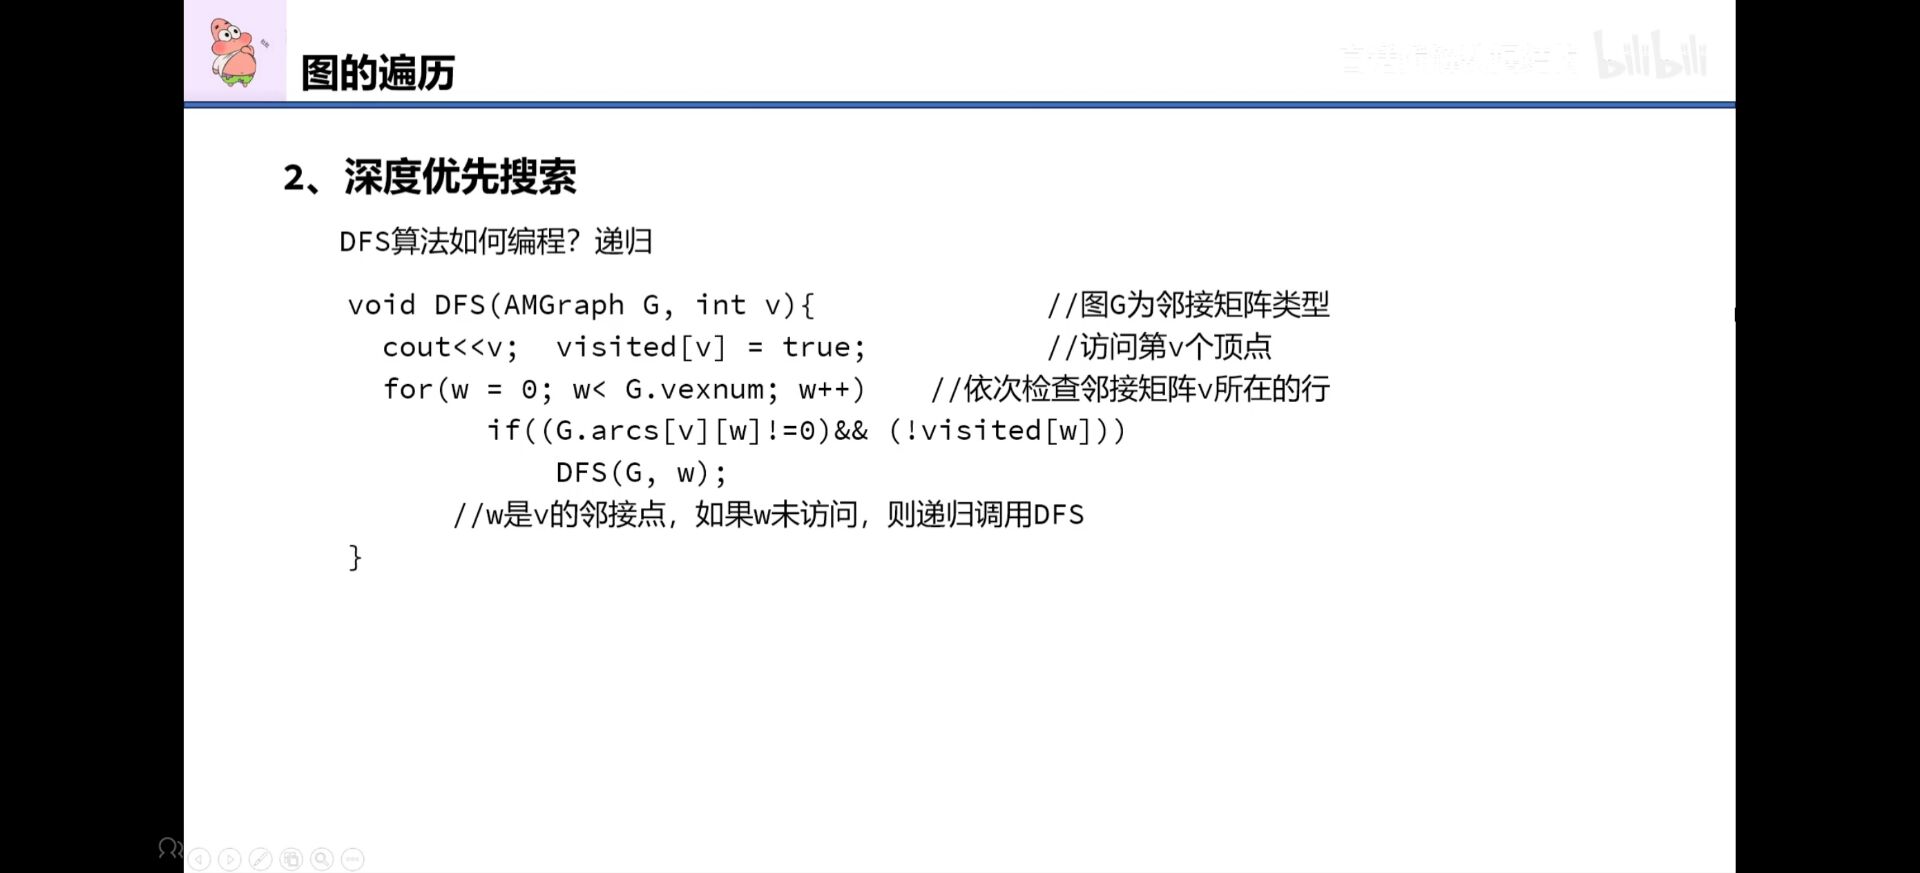 图的遍历
bilibili
2、深度优先搜索
DFS算法如何编程？递归
void DFS(AMGraph G, int v){ //图G为邻接矩阵类型
cout<<v; visited[v] = true; //访问第v个顶点
for(w = 0; w< G.vexnum; w++) //依次检查邻接矩阵v所在的行
if((G.arcs[v][w]!=0)&& (!visited[w]))
DFS(G, w);
//w是v的邻接点，如果w未访问，则递归调用DFS
}